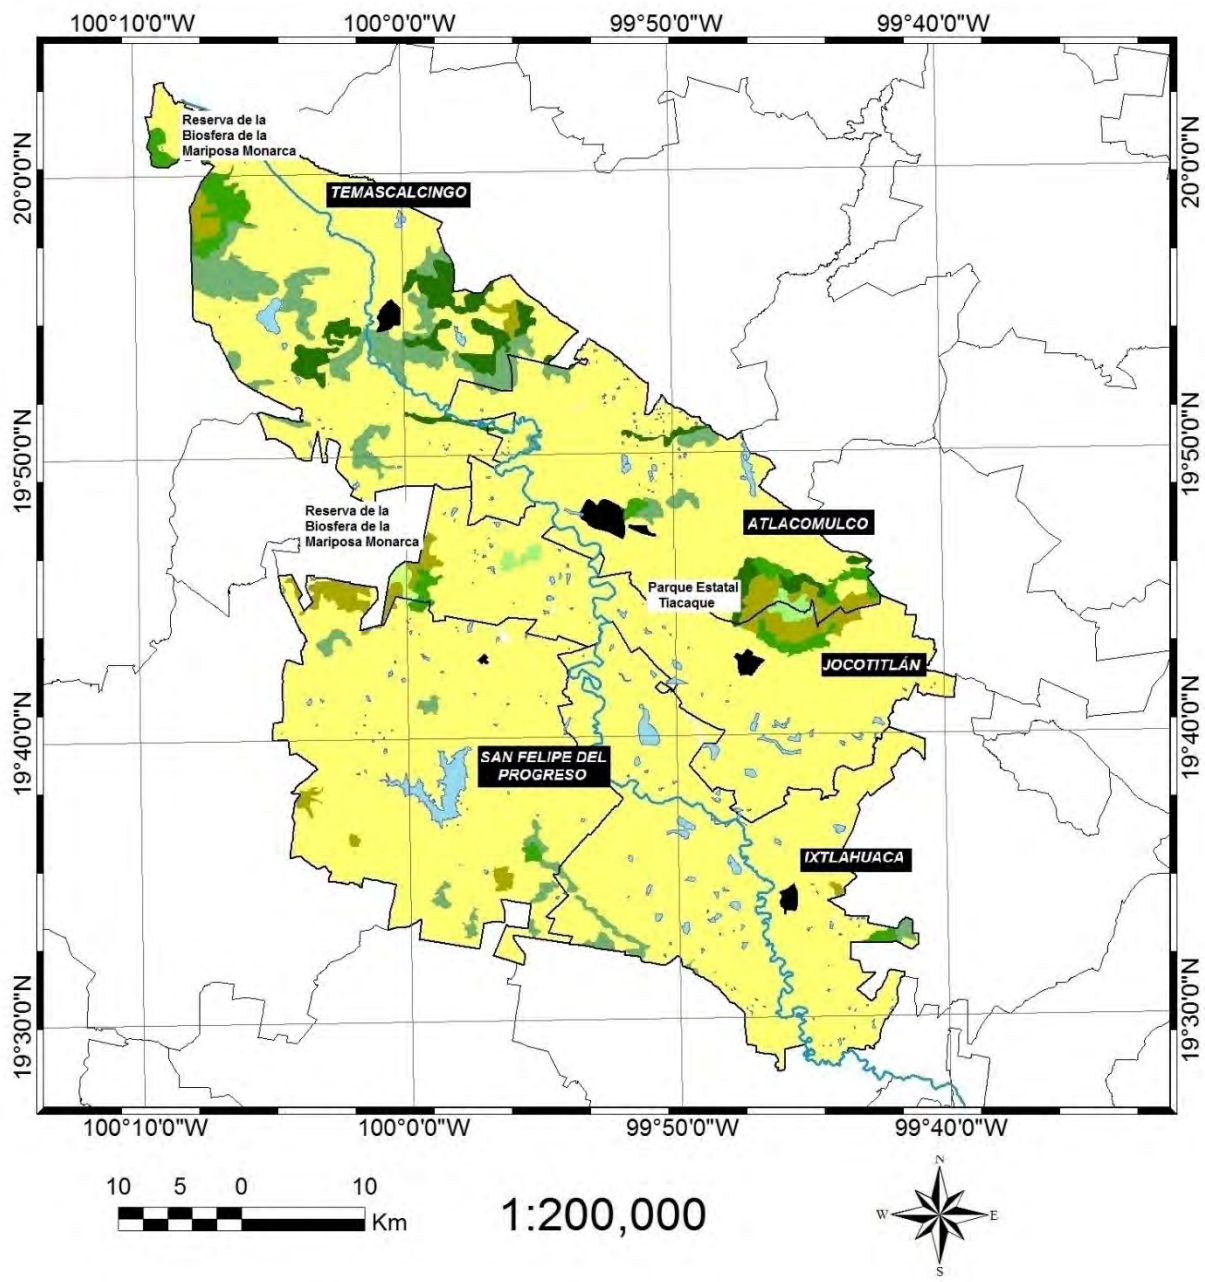 100°10'0"W 100°0'0"W 99°50'0"W 99°40'0"W
20°0'0"N
20°0'0"N
19°50'0"N
19°50'0"N
19°40'0"N
19°40'0"N
19°30'0"N
19°30'0"N
Reserva de la
Biosfera de la
Mariposa Monarca
TEMASCALCINGO
Reserva de la
Biosfera de la
Mariposa Monarca
ATLACOMULCO
Parque Estatal
Tiacaque
JOCOTITLÁN
SAN FELIPE DEL
PROGRESO
IXTLAHUACA
100°10'0"W 100°0'0"W 99°50'0"W 99°40'0"W
10 5 0 10
Km
1:200,000
N
W E
S